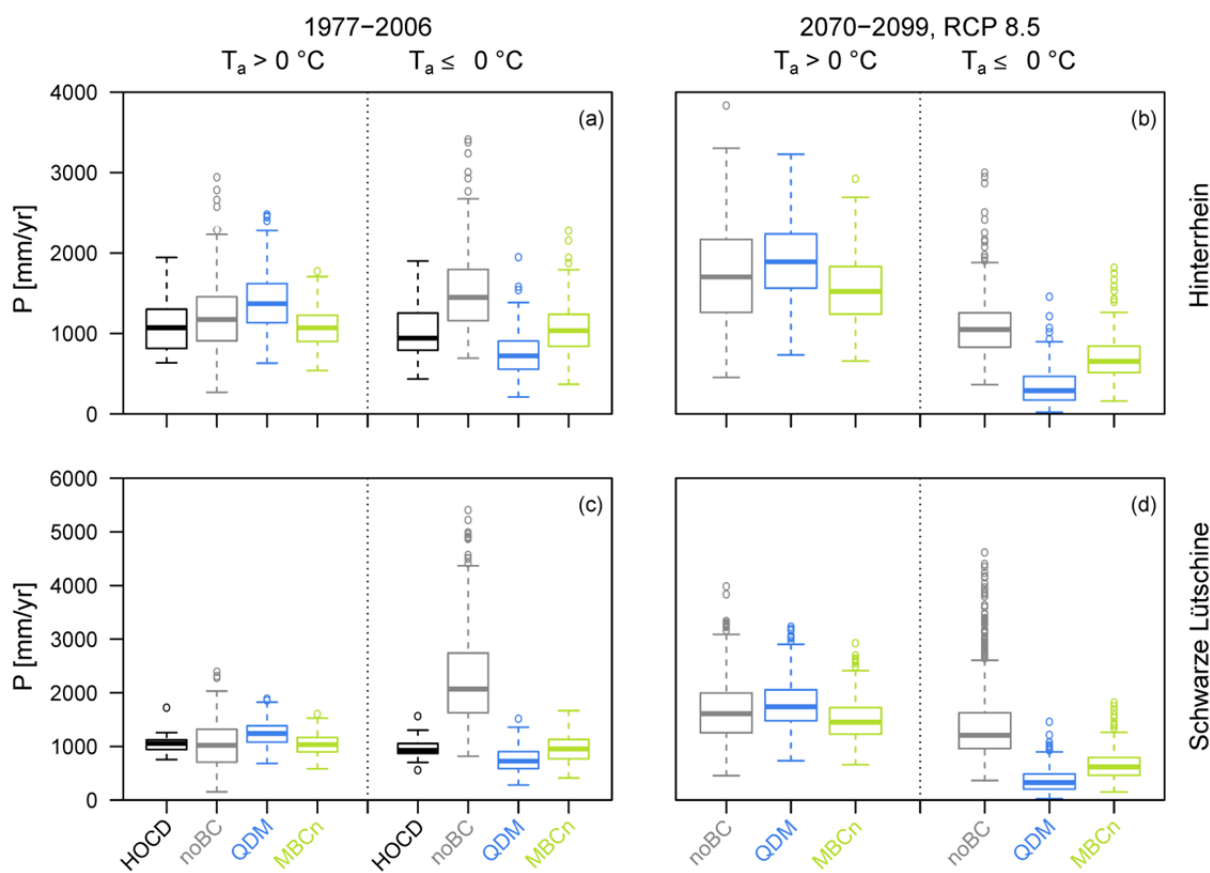 1977−2006
2070−2099, RCP 8.5
Ta > 0 °C
Ta ≤ 0 °C
Ta > 0 °C
Ta ≤ 0 °C
P [mm/yr]
4000
3000
2000
1000
0
(a)
(b)
Hinterrhein
P [mm/yr]
6000
5000
4000
3000
2000
1000
0
(c)
(d)
Schwarze Lütschine
HOCD
noBC
QDM
MBCn
HOCD
noBC
QDM
MBCn
noBC
QDM
MBCn
noBC
QDM
MBCn